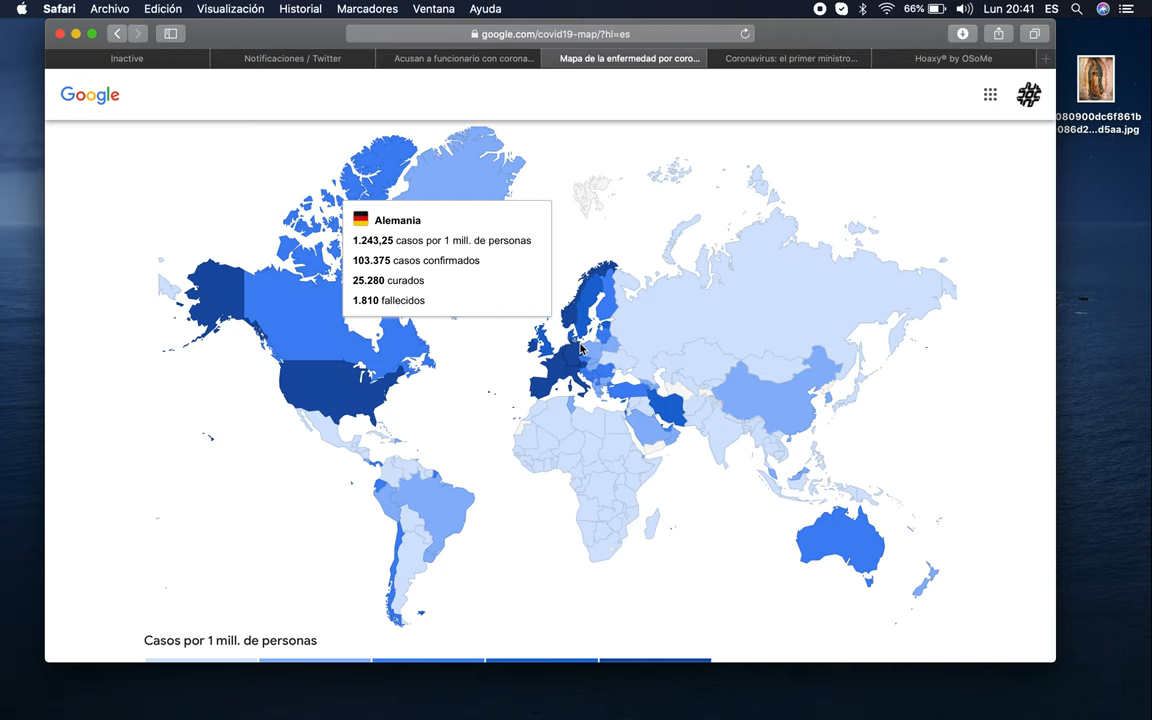 Safari Archivo Edición Visualización Historial Marcadores Ventana Ayuda 66% Lun 20:41 ES
google.com/covid19-map/?hl=es
Inactive Notificaciones / Twitter Acusan a funcionario con corona... Mapa de la enfermedad por coro... Coronavirus: el primer ministro... Hoaxy® by OSoMe
Google
080900dc6f861b
086d2...d5aa.jpg
Alemania
1.243,25 casos por 1 mill. de personas
103.375 casos confirmados
25.280 curados
1.810 fallecidos
Casos por 1 mill. de personas